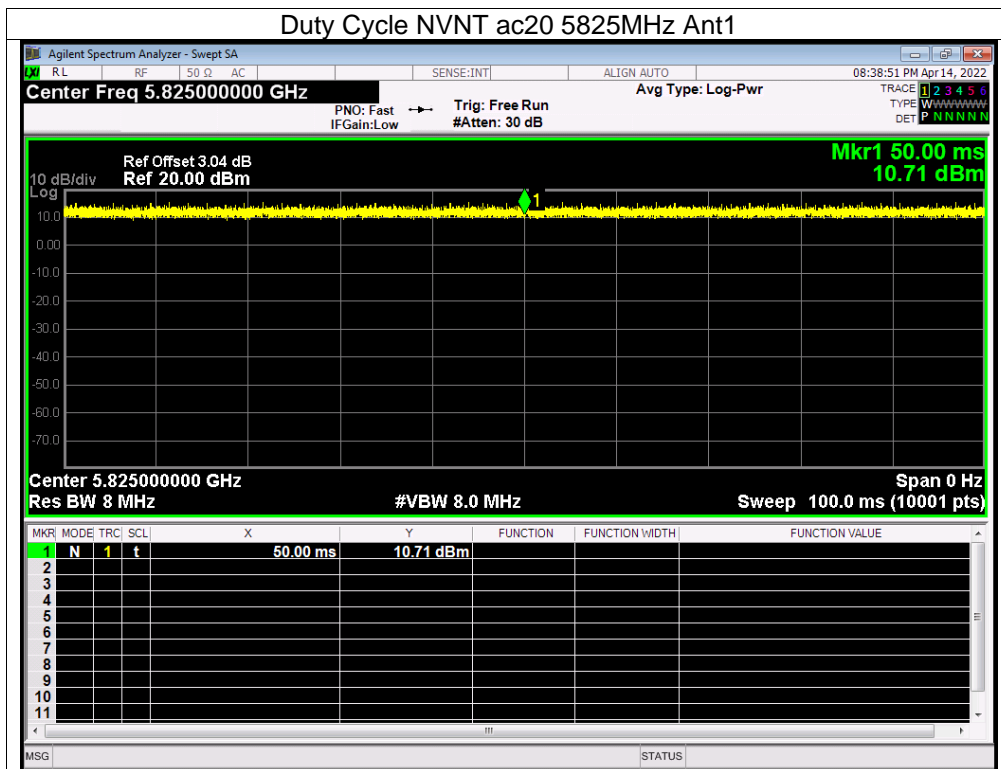 Duty Cycle NVNT ac20 5825MHz Ant1
Agilent Spectrum Analyzer - Swept SA
LXI RL RF 50 Ω AC SENSE:INT ALIGN AUTO 08:38:51 PM Apr 14, 2022
Center Freq 5.825000000 GHz
PNO: Fast
IFGain:Low
Trig: Free Run
#Atten: 30 dB
Avg Type: Log-Pwr
TRACE 1 2 3 4 5 6
TYPE WWWWWW
DET P N N N N N
Ref Offset 3.04 dB
10 dB/div Ref 20.00 dBm
Log
Mkr1 50.00 ms
10.71 dBm
1
10.0
0.00
-10.0
-20.0
-30.0
-40.0
-50.0
-60.0
-70.0
Center 5.825000000 GHz Span 0 Hz
Res BW 8 MHz #VBW 8.0 MHz Sweep 100.0 ms (10001 pts)
MKR MODE TRC SCL X Y FUNCTION FUNCTION WIDTH FUNCTION VALUE
1 N 1 t 50.00 ms 10.71 dBm
2
3
4
5
6
7
8
9
10
11
MSG STATUS